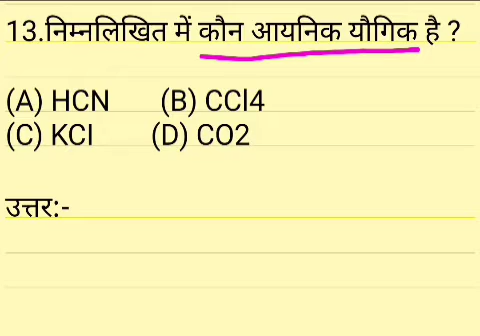 13.निम्नलिखित में कौन आयनिक यौगिक है ?
(A) HCN (B) CCl4
(C) KCl (D) CO2
उत्तर:-